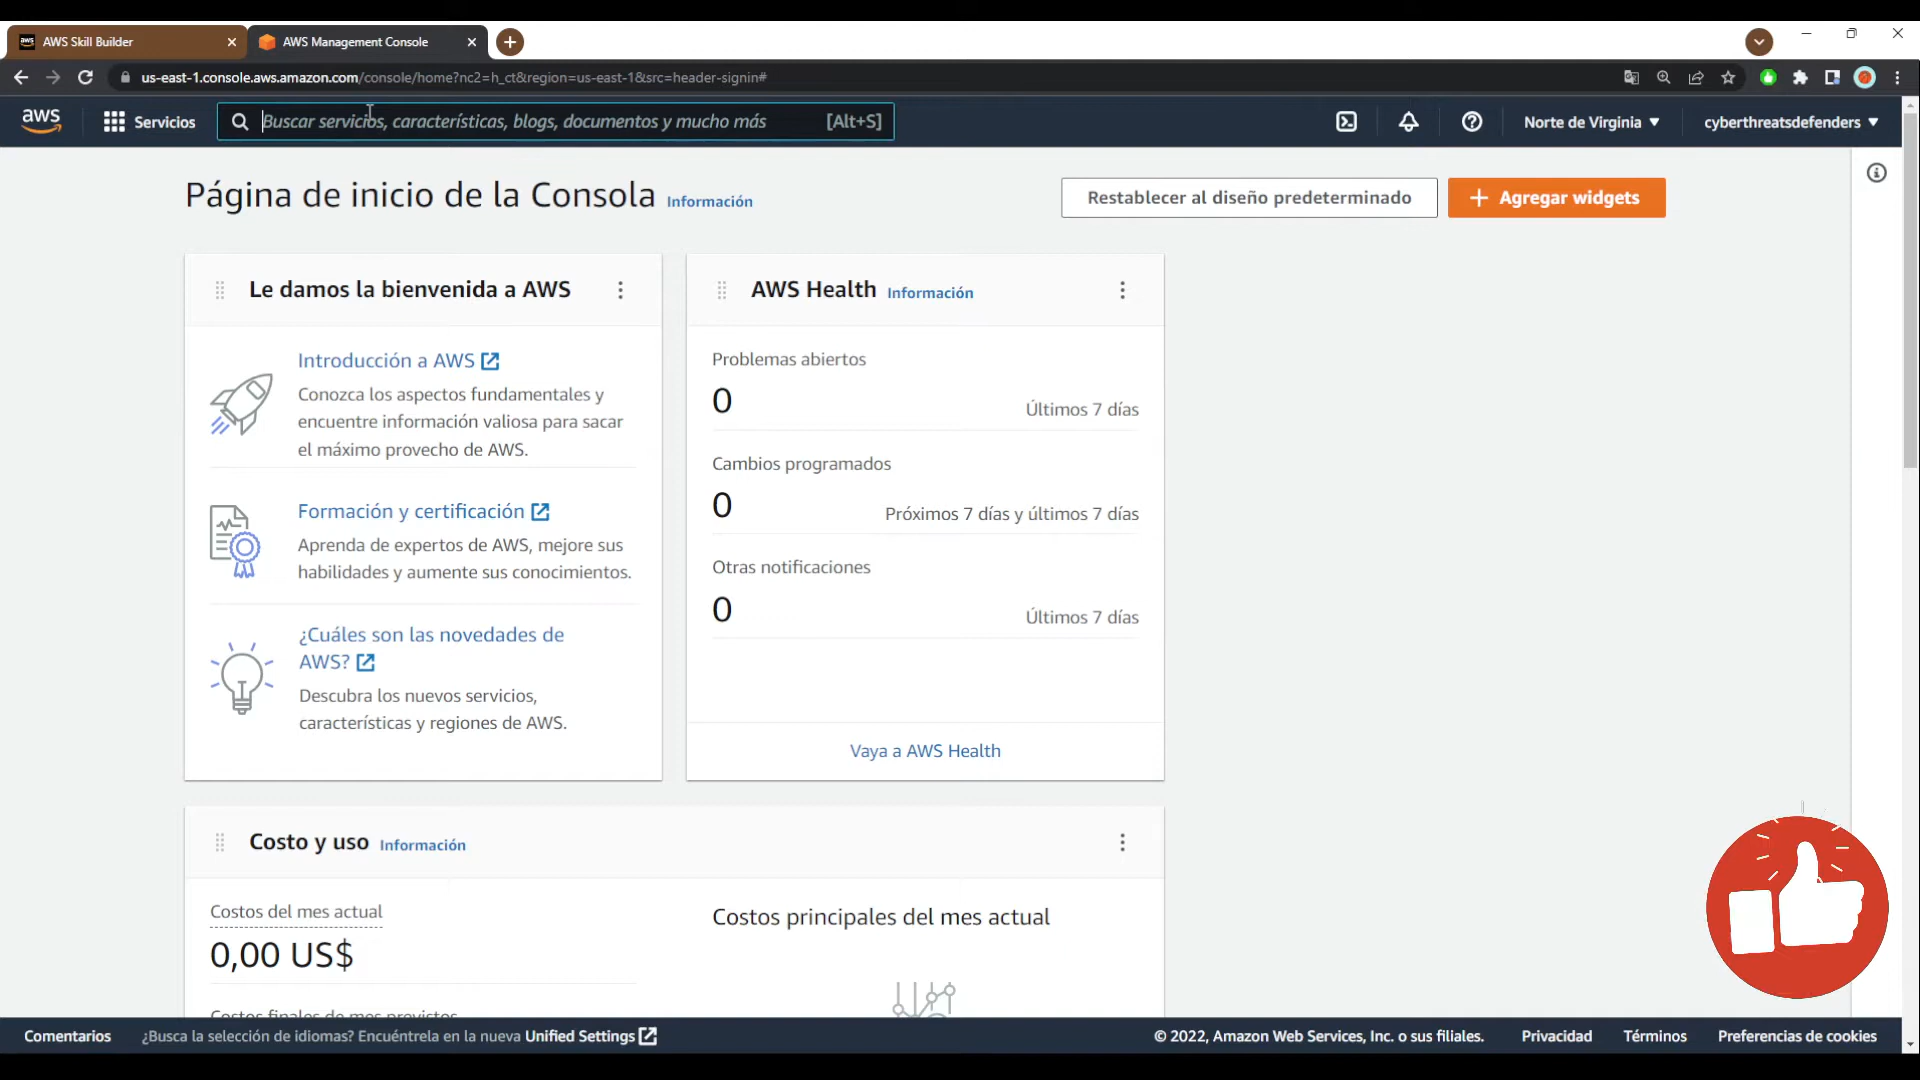 AWS Skill Builder
AWS Management Console
us-east-1.console.aws.amazon.com/console/home?nc2=h_ct&region=us-east-1&src=header-signin#
aws
Servicios
Buscar servicios, características, blogs, documentos y mucho más
[Alt+S]
Norte de Virginia
cyberthreatsdefenders
Página de inicio de la Consola
Información
Restablecer al diseño predeterminado
Agregar widgets
Le damos la bienvenida a AWS
Introducción a AWS
Conozca los aspectos fundamentales y
encuentre información valiosa para sacar
el máximo provecho de AWS.
Formación y certificación
Aprenda de expertos de AWS, mejore sus
habilidades y aumente sus conocimientos.
¿Cuáles son las novedades de
AWS?
Descubra los nuevos servicios,
características y regiones de AWS.
AWS Health Información
Problemas abiertos
0
Últimos 7 días
Cambios programados
0
Próximos 7 días y últimos 7 días
Otras notificaciones
0
Últimos 7 días
Vaya a AWS Health
Costo y uso Información
Costos del mes actual
0,00 US$
Costos finales de mes previstos
Costos principales del mes actual
Comentarios
¿Busca la selección de idiomas? Encuéntrela en la nueva Unified Settings
© 2022, Amazon Web Services, Inc. o sus filiales.
Privacidad
Términos
Preferencias de cookies